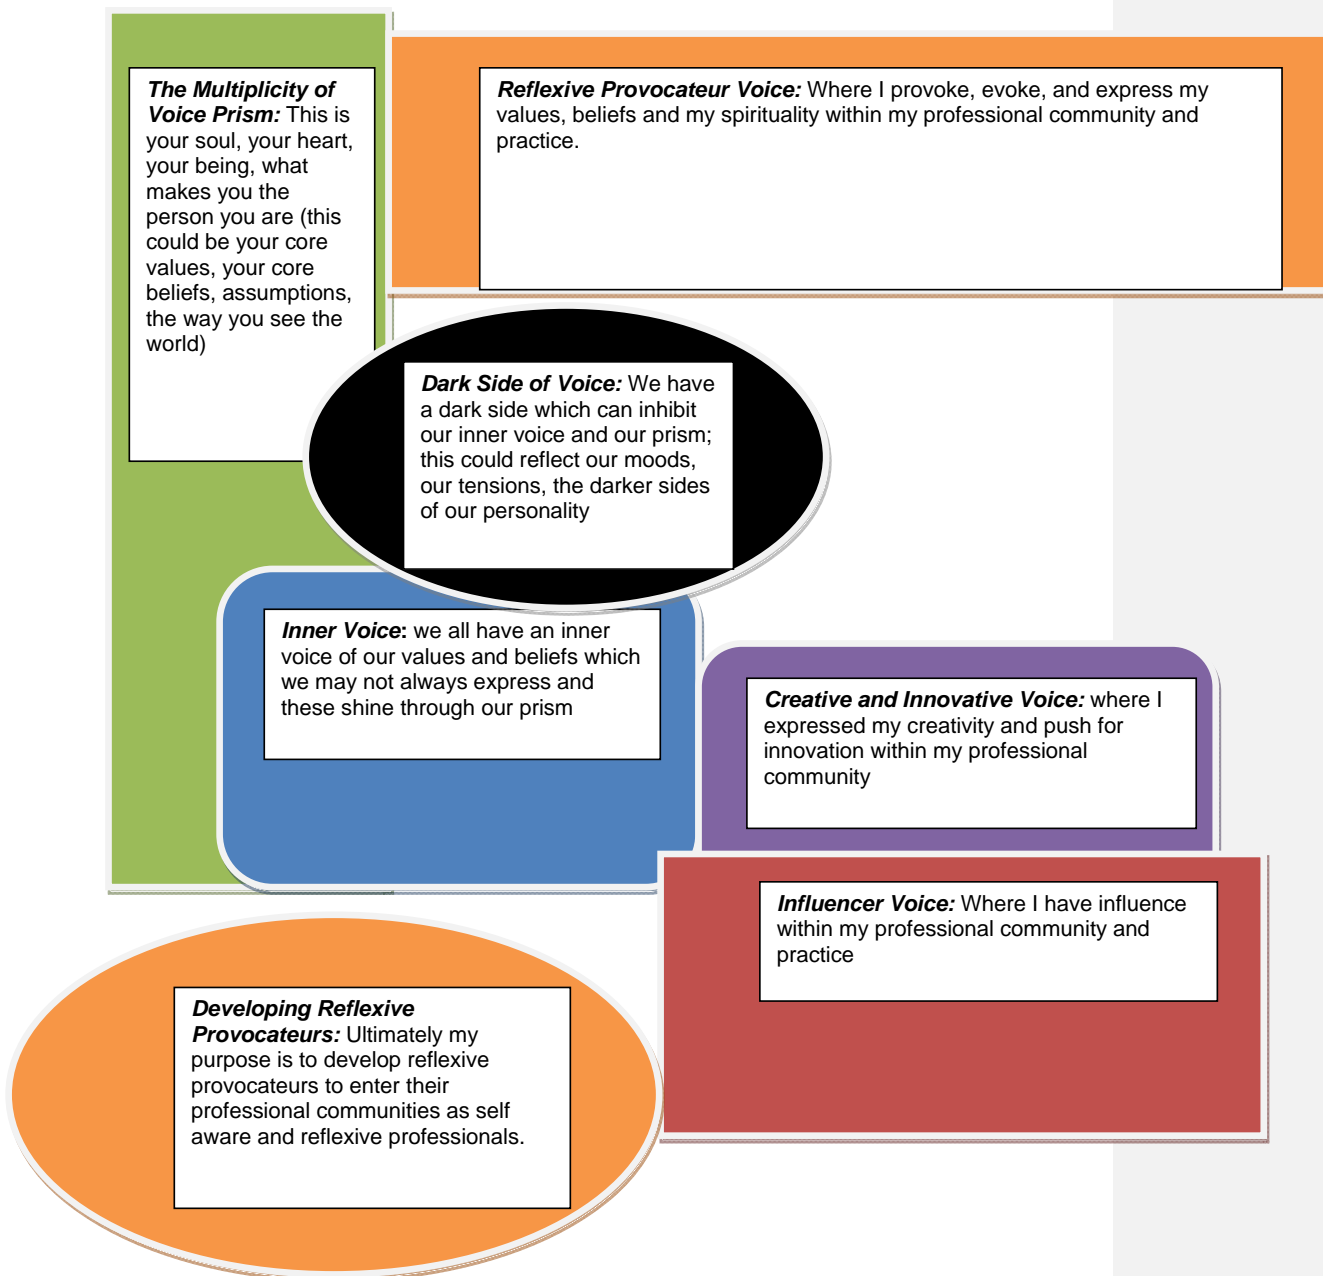 The Multiplicity of
Voice Prism: This is
your soul, your heart,
your being, what
makes you the
person you are (this
could be your core
values, your core
beliefs, assumptions,
the way you see the
world)
Reflexive Provocateur Voice: Where I provoke, evoke, and express my
values, beliefs and my spirituality within my professional community and
practice.
Dark Side of Voice: We have
a dark side which can inhibit
our inner voice and our prism;
this could reflect our moods,
our tensions, the darker sides
of our personality
Inner Voice: we all have an inner
voice of our values and beliefs which
we may not always express and
these shine through our prism
Creative and Innovative Voice: where I
expressed my creativity and push for
innovation within my professional
community
Influencer Voice: Where I have influence
within my professional community and
practice
Developing Reflexive
Provocateurs: Ultimately my
purpose is to develop reflexive
provocateurs to enter their
professional communities as self
aware and reflexive professionals.